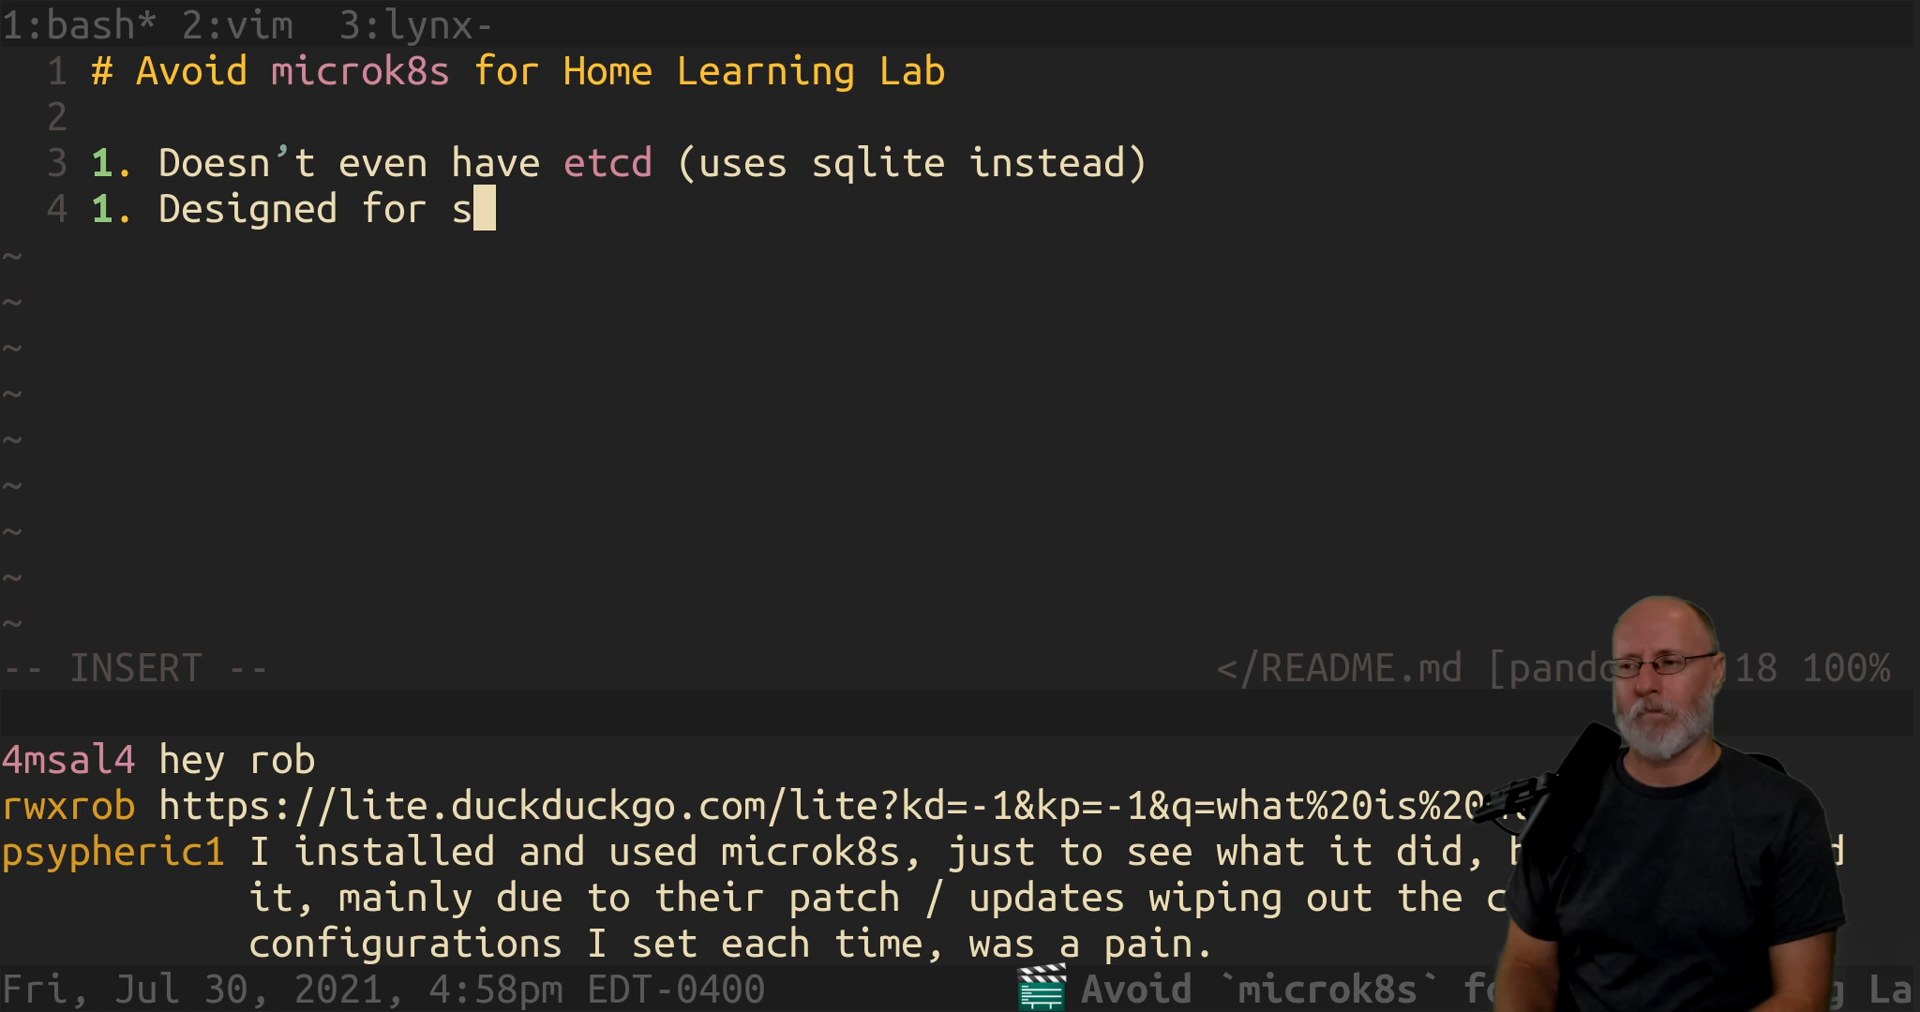 1:bash* 2:vim  3:lynx-
1 # Avoid microk8s for Home Learning Lab
2
3 1. Doesn’t even have etcd (uses sqlite instead)
4 1. Designed for s
~
~
~
~
~
~
~
~
~
-- INSERT -- </README.md [pando 18 100%
4msal4 hey rob
rwxrob https://lite.duckduckgo.com/lite?kd=-1&kp=-1&q=what%20is%20
psypheric1 I installed and used microk8s, just to see what it did,
it, mainly due to their patch / updates wiping out the
configurations I set each time, was a pain.
Fri, Jul 30, 2021, 4:58pm EDT-0400 Avoid `microk8s` La